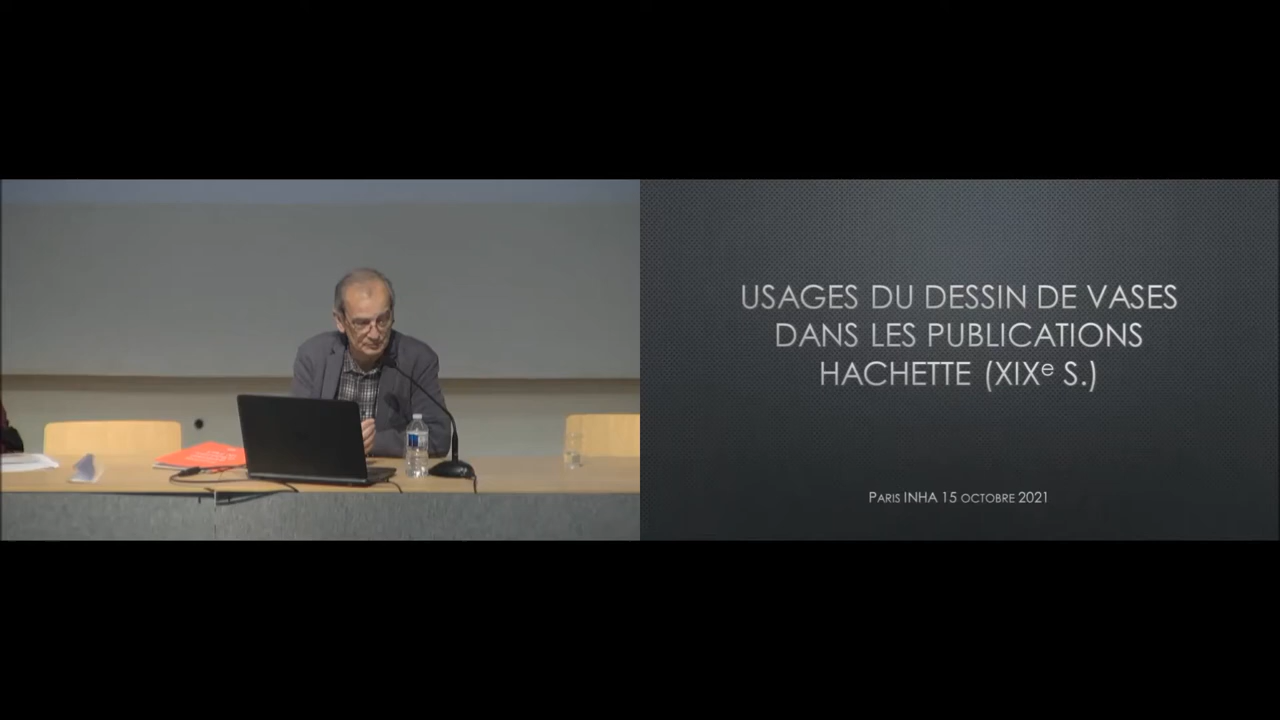 USAGES DU DESSIN DE VASES
DANS LES PUBLICATIONS
HACHETTE (XIXe S.)
PARIS INHA 15 OCTOBRE 2021